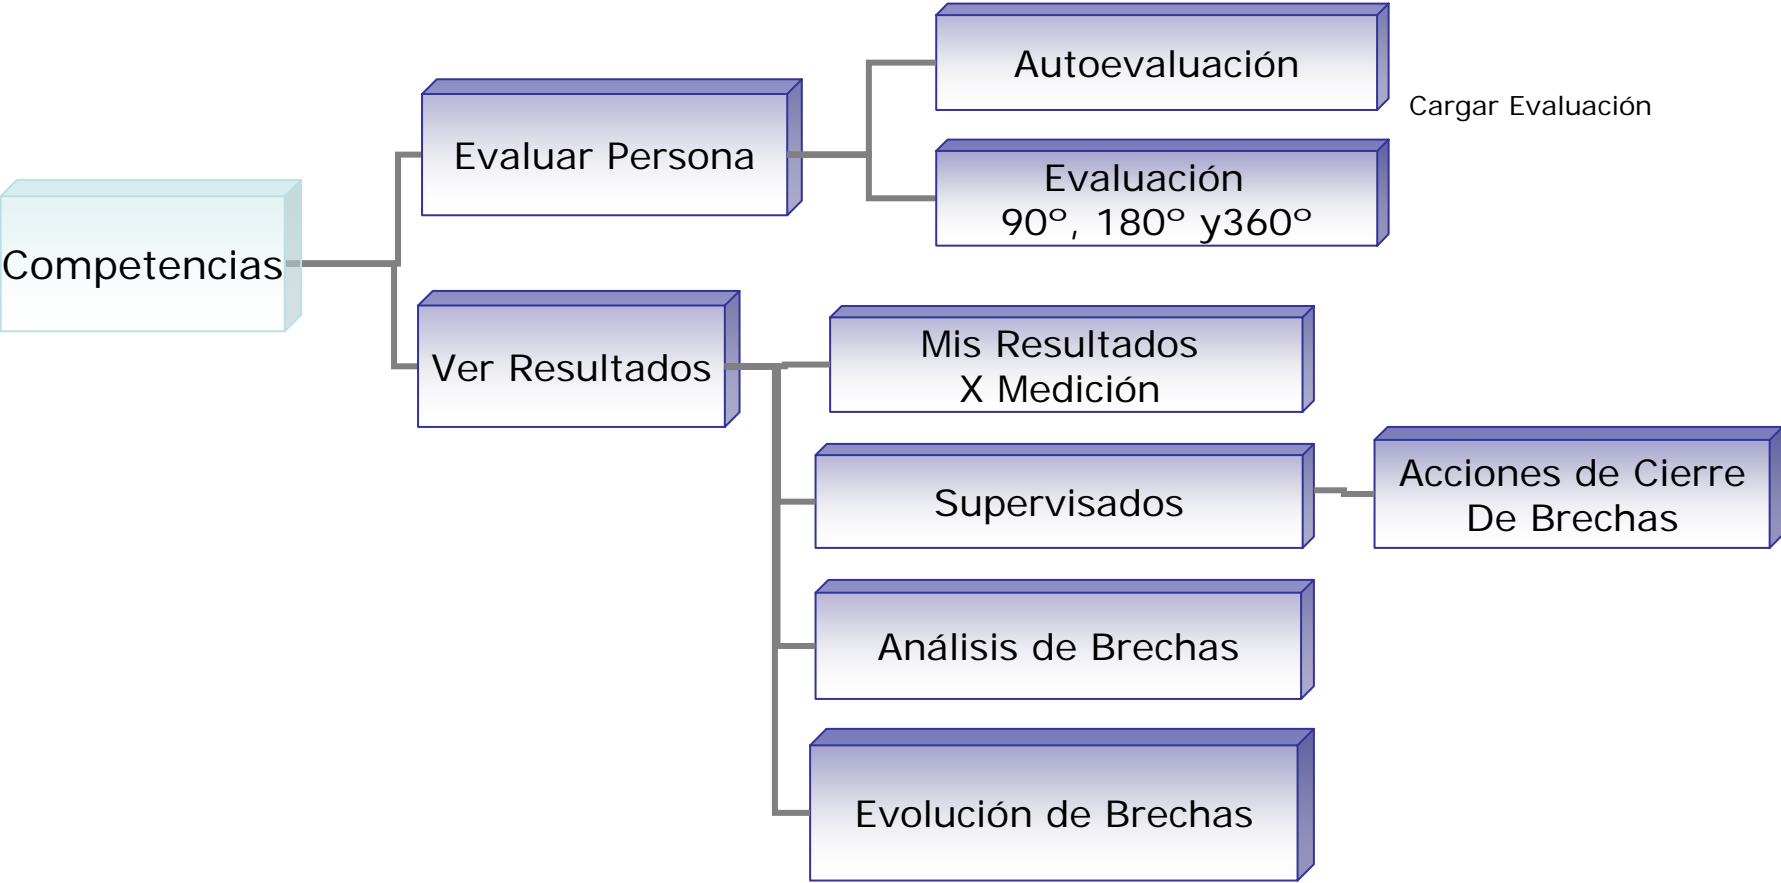 Autoevaluación
Cargar Evaluación
Evaluar Persona
Evaluación
90º, 180º y360º
Competencias
Ver Resultados
Mis Resultados
X Medición
Supervisados
Acciones de Cierre
De Brechas
Análisis de Brechas
Evolución de Brechas